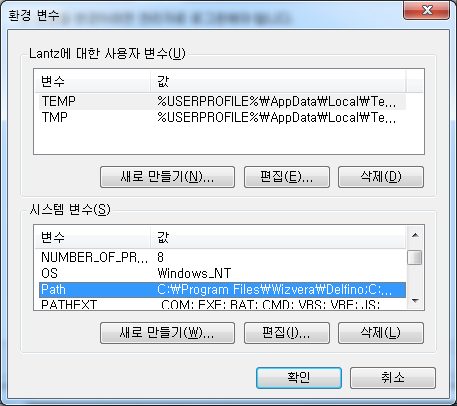 환경 변수
Lantz에 대한 사용자 변수(U)
변수 값
TEMP %USERPROFILE%₩AppData₩Local₩Te...
TMP %USERPROFILE%₩AppData₩Local₩Te...
새로 만들기(N)... 편집(E)... 삭제(D)
시스템 변수(S)
변수 값
NUMBER_OF_PR... 8
OS Windows_NT
Path C:₩Program Files₩Wizvera₩Delfino;C:...
PATHEXT .COM;.EXE;.BAT;.CMD;.VBS;.VBE;.JS;
새로 만들기(W)... 편집(I)... 삭제(L)
확인 취소